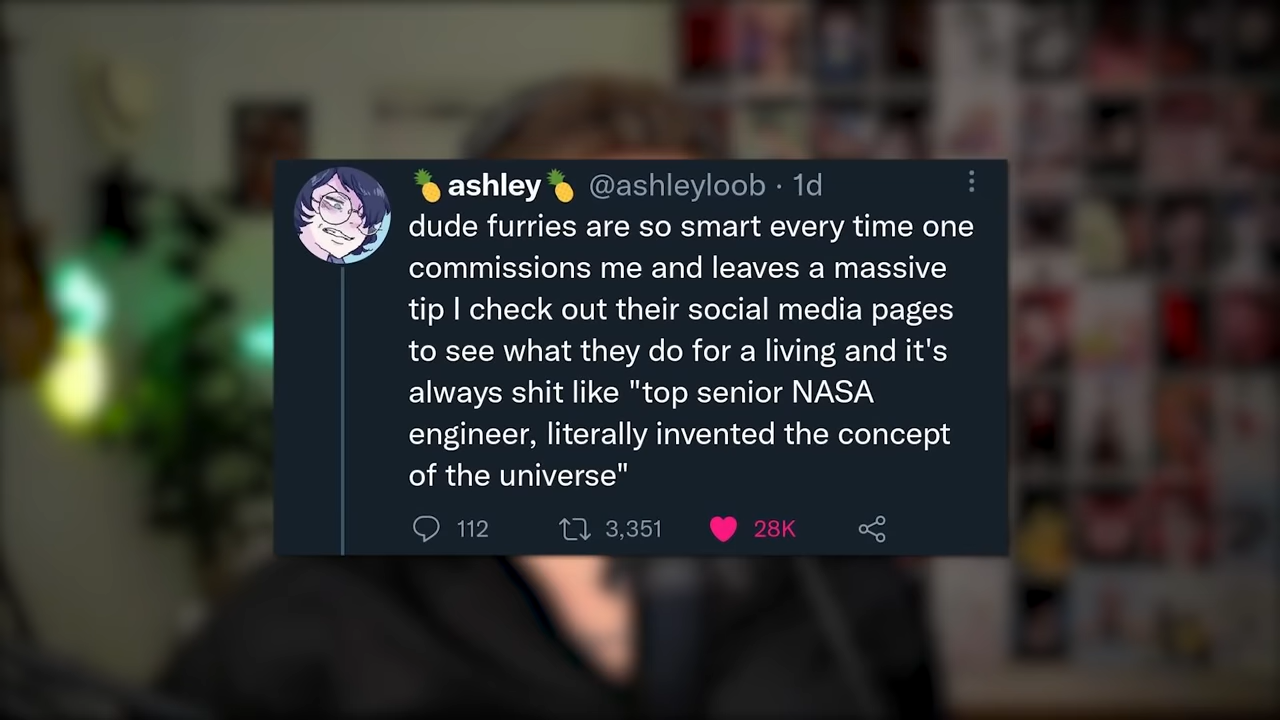 🍍ashley🍍 @ashleyloob · 1d
dude furries are so smart every time one
commissions me and leaves a massive
tip I check out their social media pages
to see what they do for a living and it's
always shit like "top senior NASA
engineer, literally invented the concept
of the universe"
112 3,351 28K